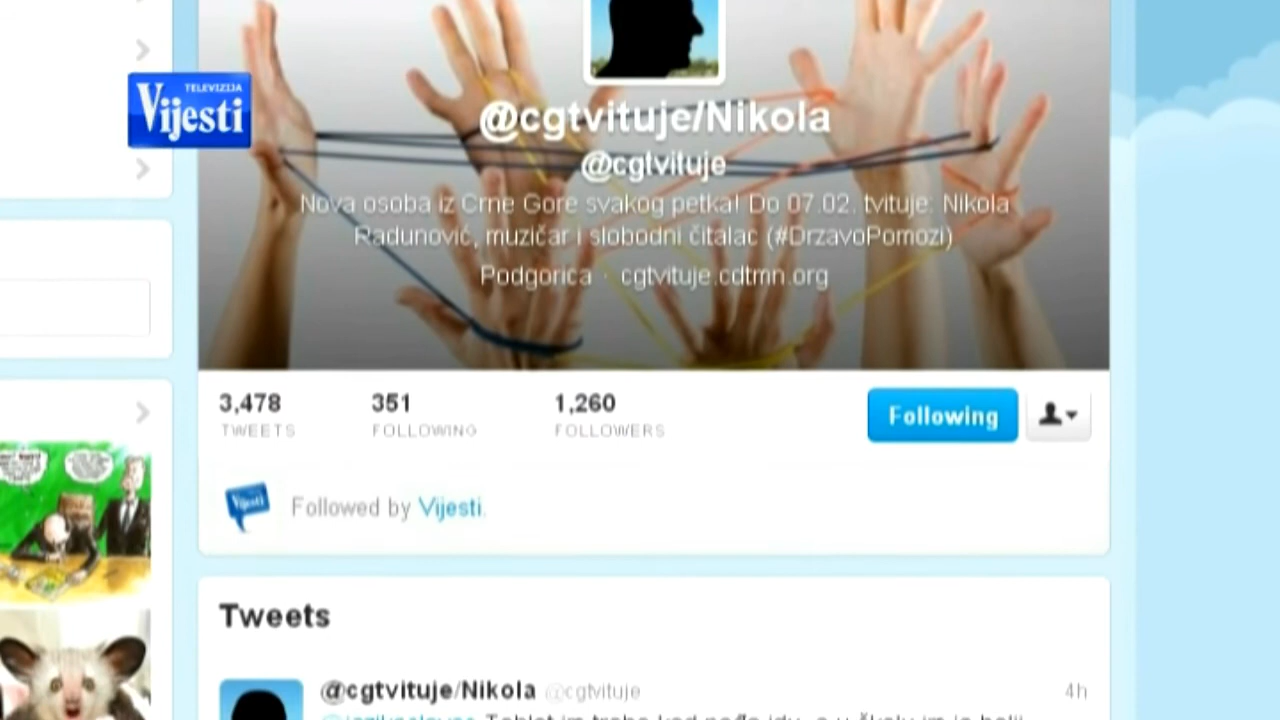 TELEVIZIJA
Vijesti
@cgtvituje/Nikola
@cgtvituje
Nova osoba iz Crne Gore svakog petka! Do 07.02. tvituje: Nikola
Radunović, muzičar i slobodni čitalac (#DrzavoPomozi)
Podgorica · cgtvituje.cdtmn.org
3,478 351 1,260
TWEETS FOLLOWING FOLLOWERS
Following
Vijesti
Followed by Vijesti.
Tweets
@cgtvituje/Nikola @cgtvituje 4h